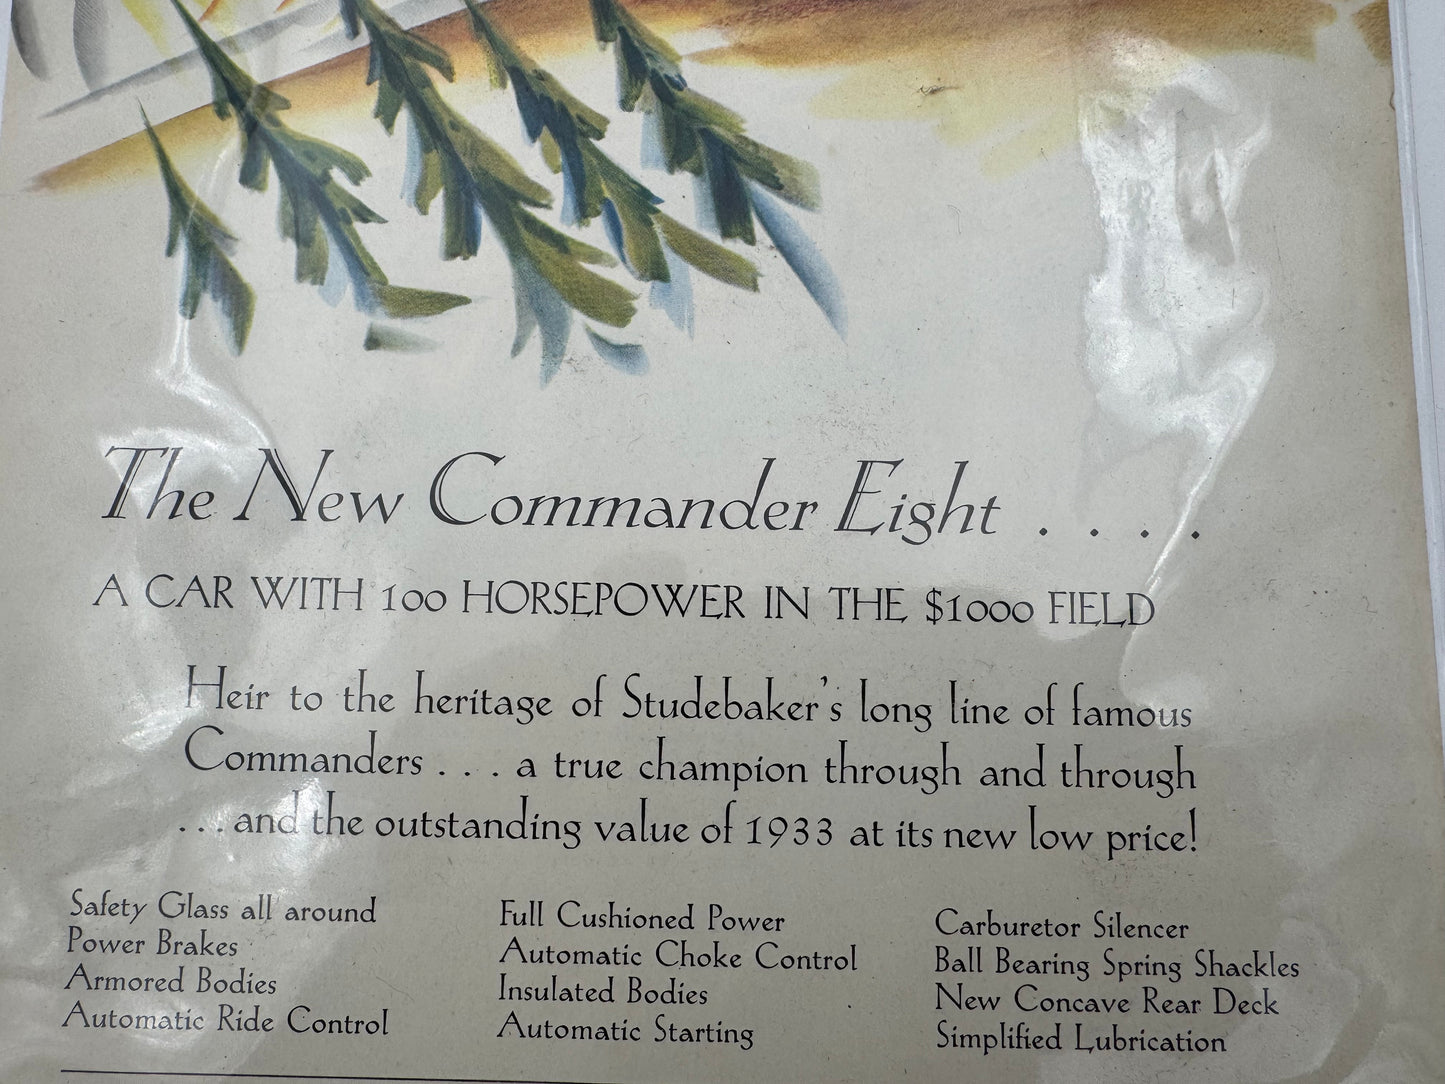 The New Commander Eight . . . .
A CAR WITH 100 HORSEPOWER IN THE $1000 FIELD
Heir to the heritage of Studebaker's long line of famous
Commanders . . . a true champion through and through
. . . and the outstanding value of 1933 at its new low price!
Safety Glass all around
Power Brakes
Armored Bodies
Automatic Ride Control
Full Cushioned Power
Automatic Choke Control
Insulated Bodies
Automatic Starting
Carburetor Silencer
Ball Bearing Spring Shackles
New Concave Rear Deck
Simplified Lubrication